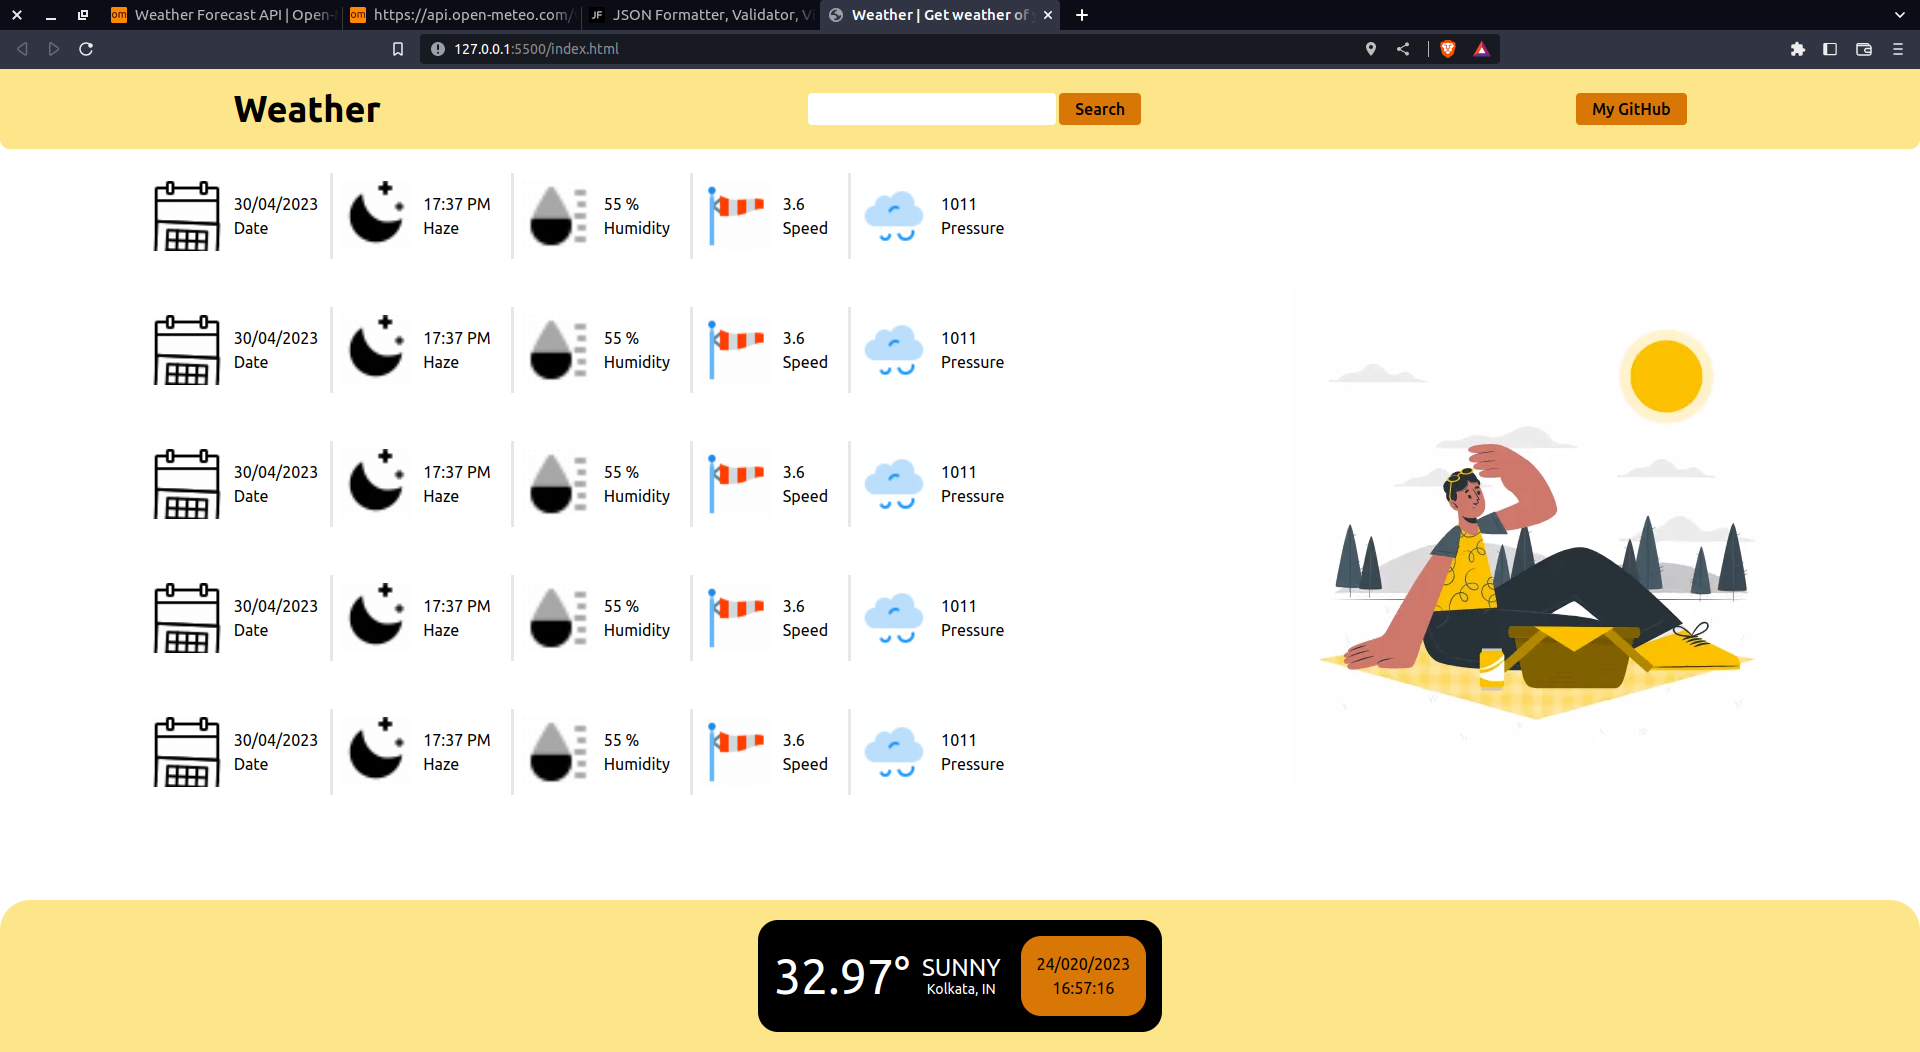 Weather Forecast API | Open-
https://api.open-meteo.com/
JSON Formatter, Validator, V
Weather | Get weather of
127.0.0.1:5500/index.html
Weather
Search
My GitHub
30/04/2023
Date
17:37 PM
Haze
55 %
Humidity
3.6
Speed
1011
Pressure
30/04/2023
Date
17:37 PM
Haze
55 %
Humidity
3.6
Speed
1011
Pressure
30/04/2023
Date
17:37 PM
Haze
55 %
Humidity
3.6
Speed
1011
Pressure
30/04/2023
Date
17:37 PM
Haze
55 %
Humidity
3.6
Speed
1011
Pressure
30/04/2023
Date
17:37 PM
Haze
55 %
Humidity
3.6
Speed
1011
Pressure
32.97°
SUNNY
Kolkata, IN
24/020/2023
16:57:16